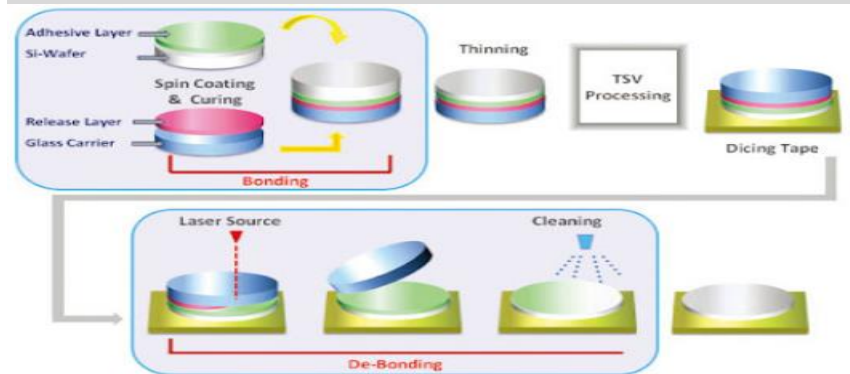 Adhesive Layer
Si-Wafer
Spin Coating
& Curing
Release Layer
Glass Carrier
Bonding
Thinning
TSV
Processing
Dicing Tape
Laser Source
Cleaning
De-Bonding